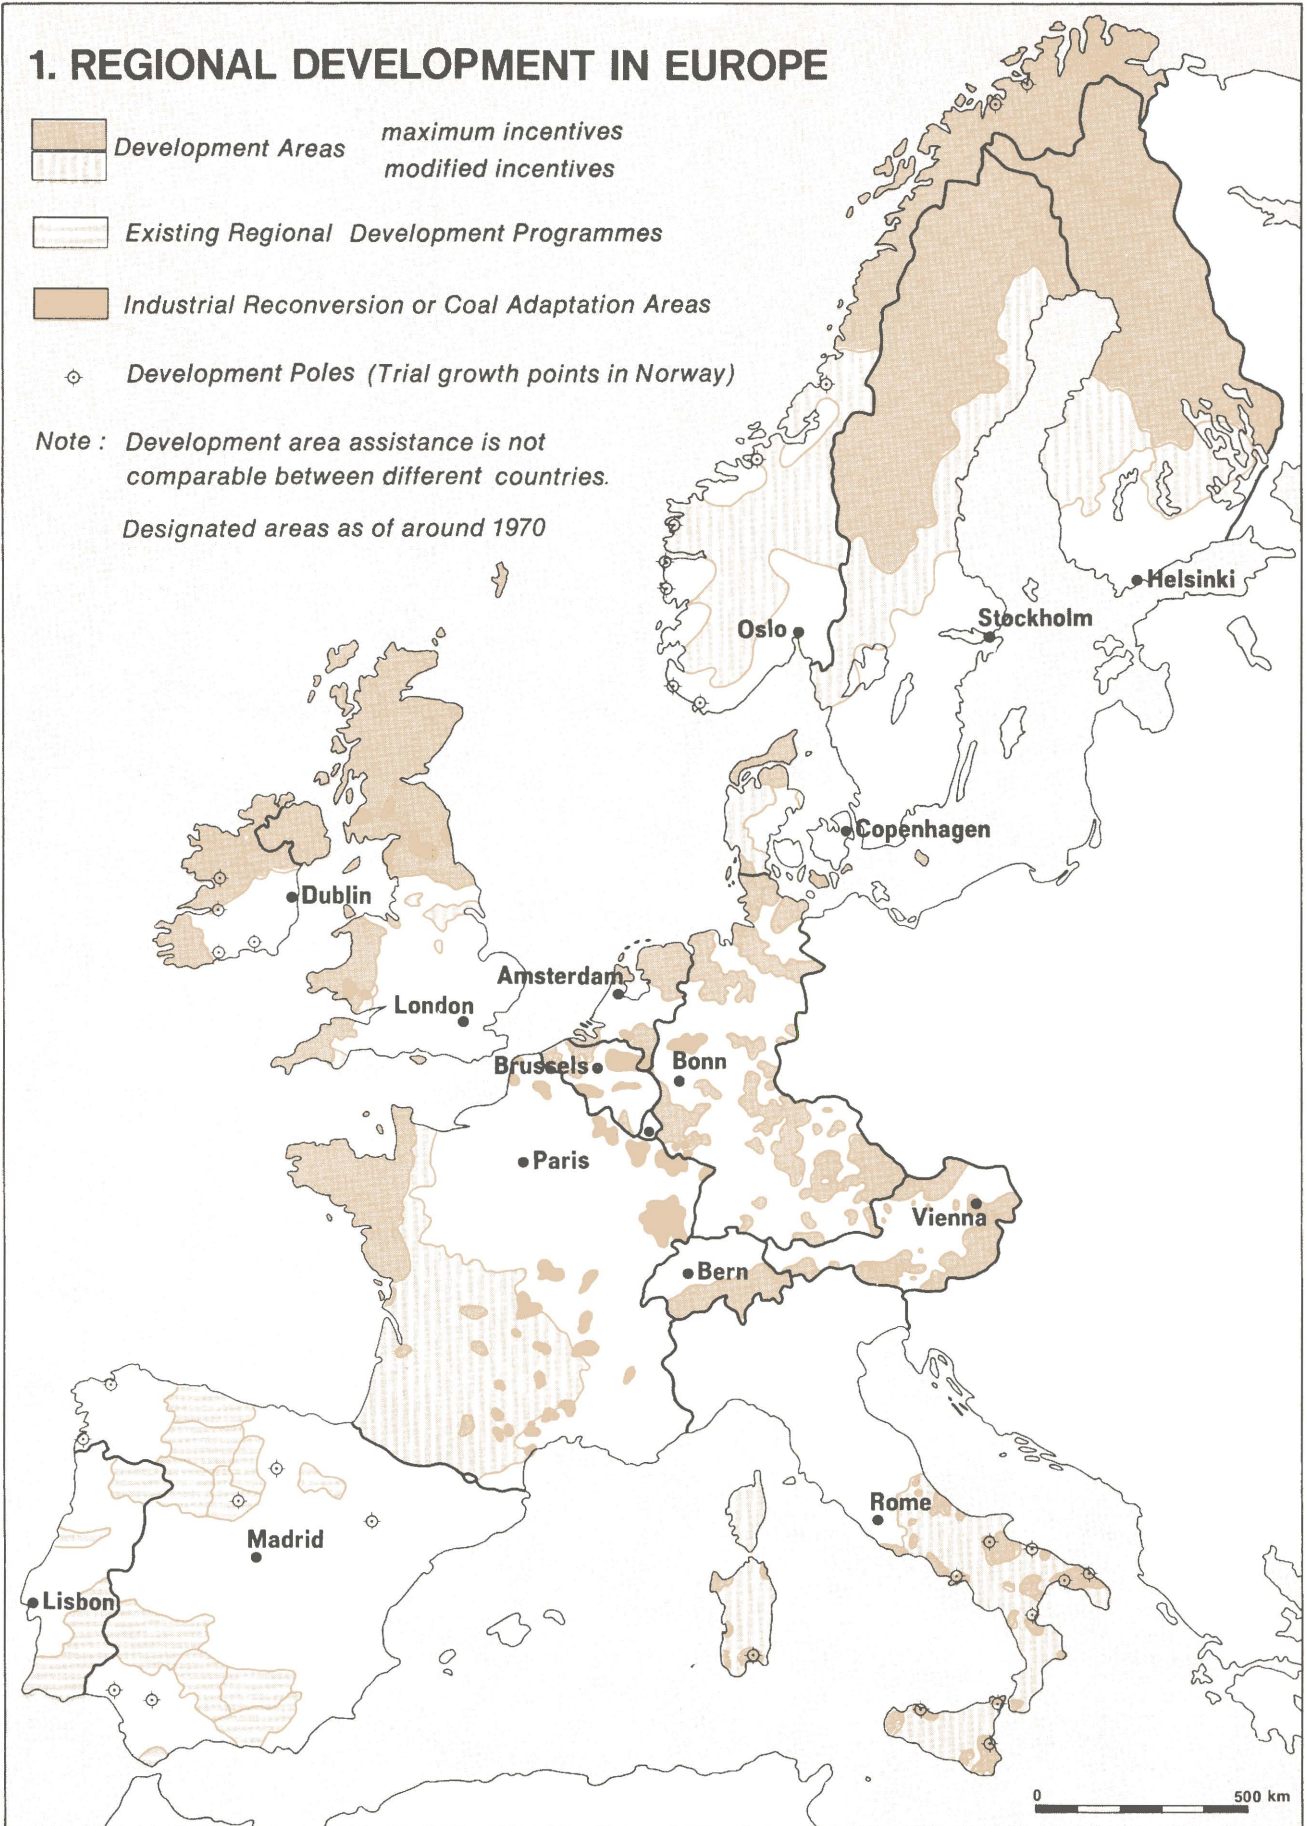 1. REGIONAL DEVELOPMENT IN EUROPE
Development Areas
maximum incentives
modified incentives
Existing Regional Development Programmes
Industrial Reconversion or Coal Adaptation Areas
Development Poles (Trial growth points in Norway)
Note : Development area assistance is not
comparable between different countries.
Designated areas as of around 1970
Helsinki
Stockholm
Oslo
Copenhagen
Dublin
Amsterdam
London
Brussels
Bonn
Paris
Vienna
Bern
Rome
Madrid
Lisbon
0 500 km